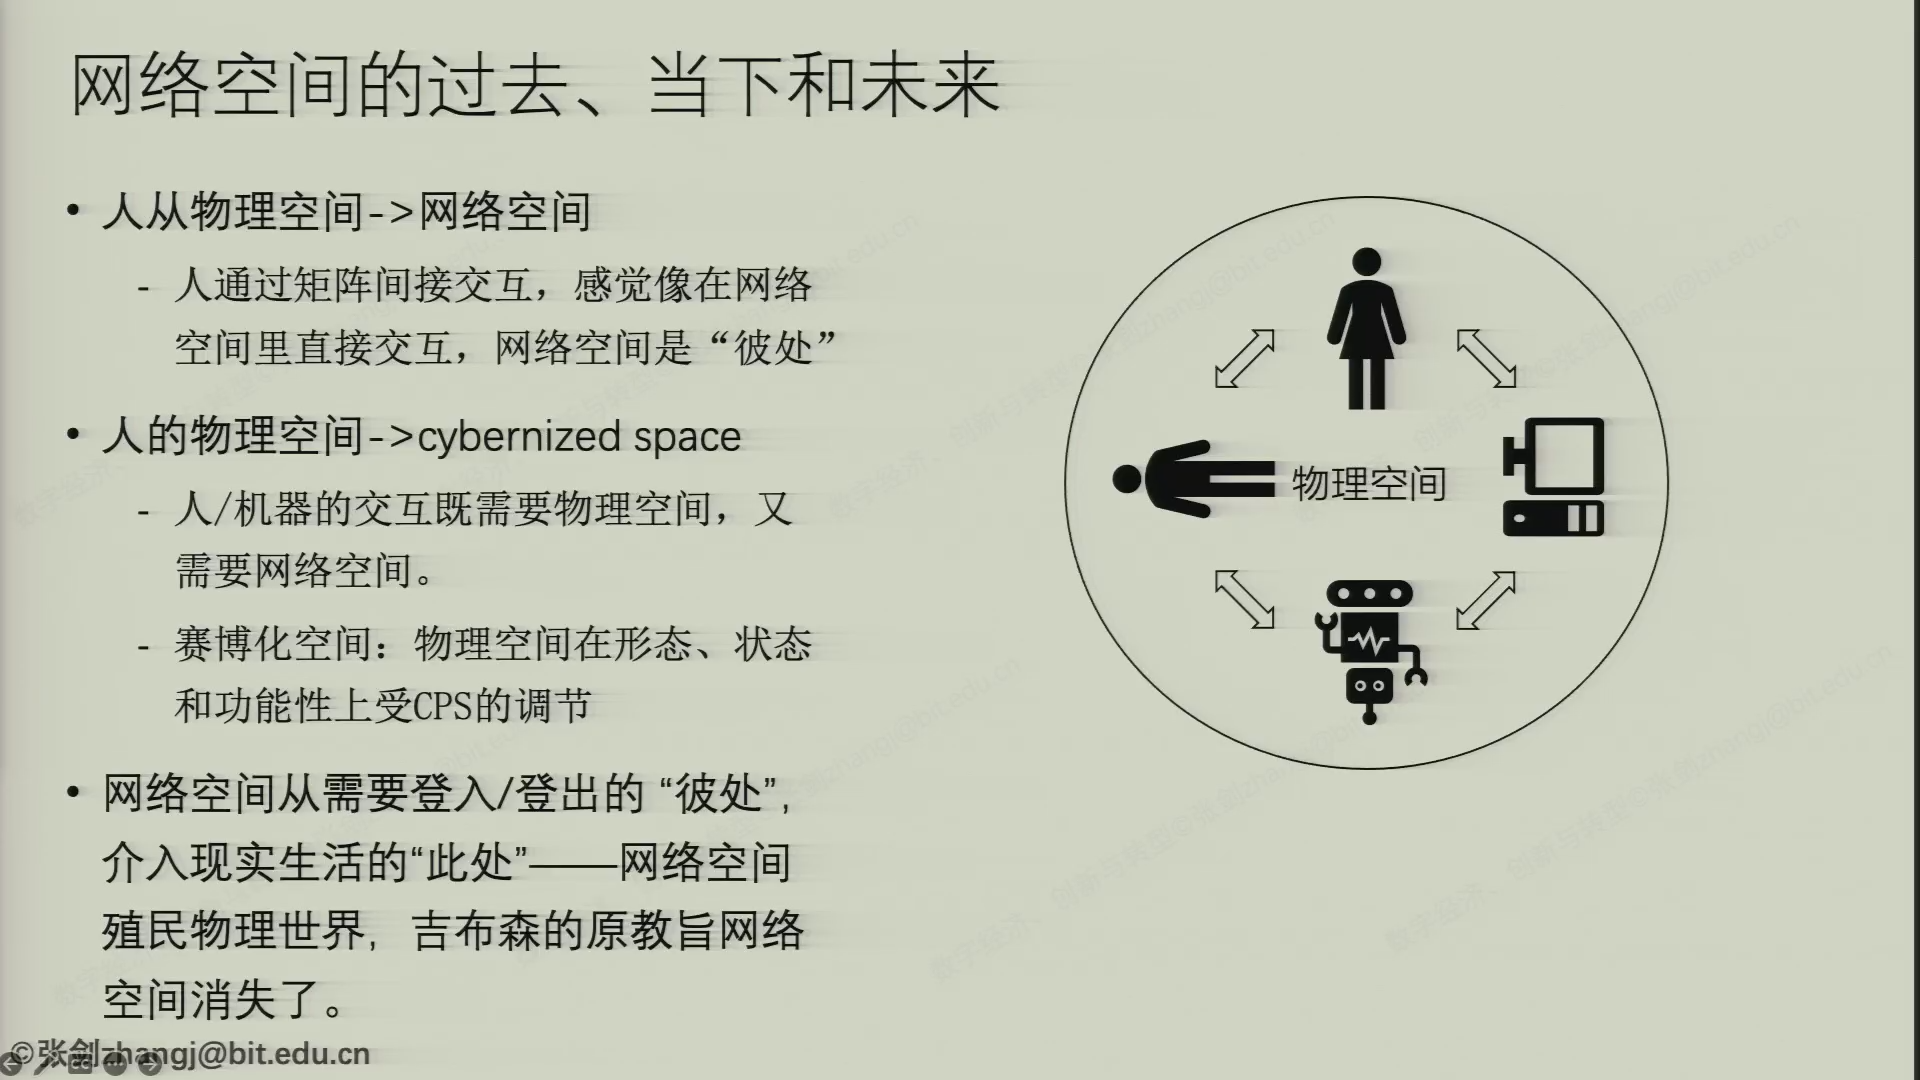 网络空间的过去、当下和未来
• 人从物理空间->网络空间
- 人通过矩阵间接交互，感觉像在网络
空间里直接交互，网络空间是“彼处”
• 人的物理空间->cybernized space
- 人/机器的交互既需要物理空间，又
需要网络空间。
- 赛博化空间：物理空间在形态、状态
和功能性上受CPS的调节
• 网络空间从需要登入/登出的 “彼处”，
介入现实生活的“此处”——网络空间
殖民物理世界，吉布森的原教旨网络
空间消失了。
物理空间
©张剑zhangj@bit.edu.cn